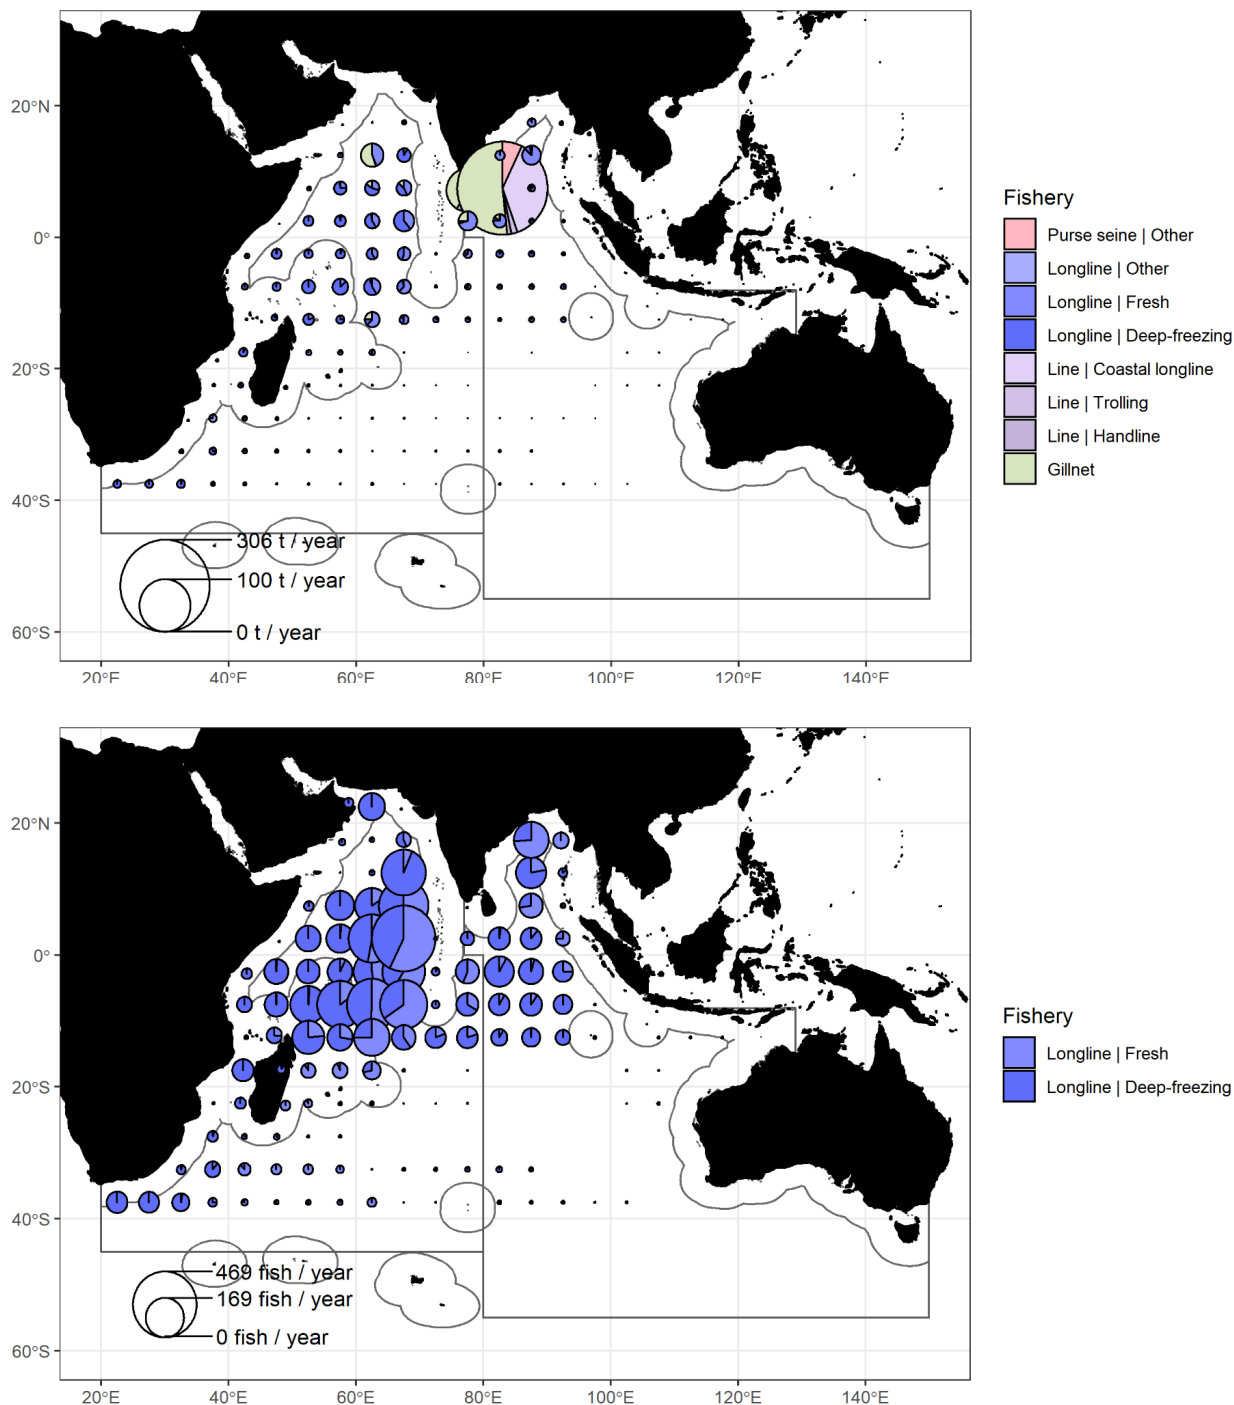 20°N
0°
20°S
40°S
60°S
20°E
40°E
60°E
80°E
100°E
120°E
140°E
306 t / year
100 t / year
0 t / year
Fishery
Purse seine | Other
Longline | Other
Longline | Fresh
Longline | Deep-freezing
Line | Coastal longline
Line | Trolling
Line | Handline
Gillnet
20°N
0°
20°S
40°S
60°S
20°E
40°E
60°E
80°E
100°E
120°E
140°E
469 fish / year
169 fish / year
0 fish / year
Fishery
Longline | Fresh
Longline | Deep-freezing